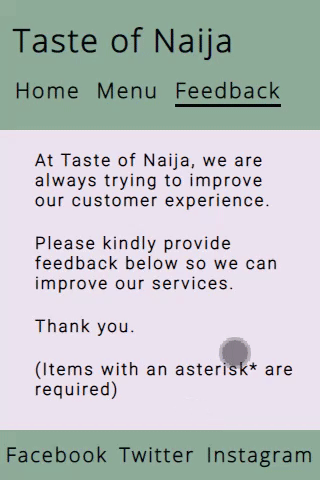 Taste of Naija
Home Menu Feedback
At Taste of Naija, we are
always trying to improve
our customer experience.
Please kindly provide
feedback below so we can
improve our services.
Thank you.
(Items with an asterisk* are
required)
Facebook Twitter Instagram